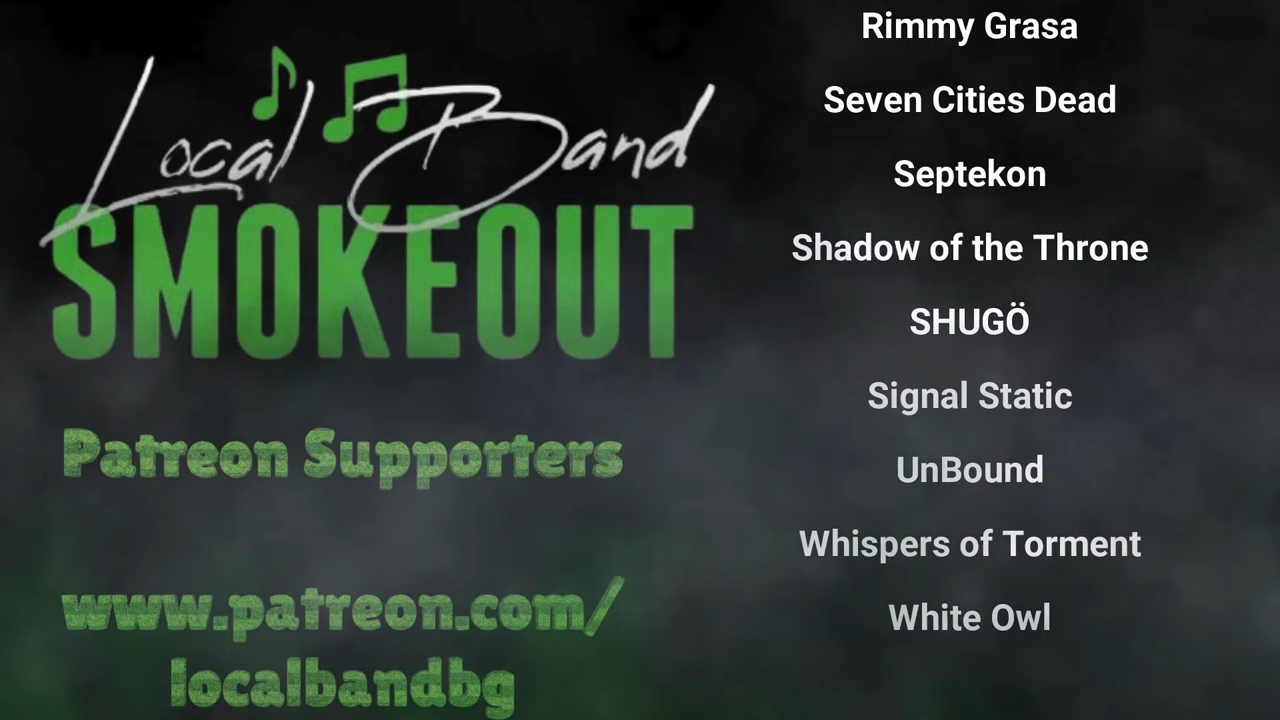 Local Band
SMOKEOUT
Patreon Supporters
www.patreon.com/
localbandbg
Rimmy Grasa
Seven Cities Dead
Septekon
Shadow of the Throne
SHUGÖ
Signal Static
UnBound
Whispers of Torment
White Owl